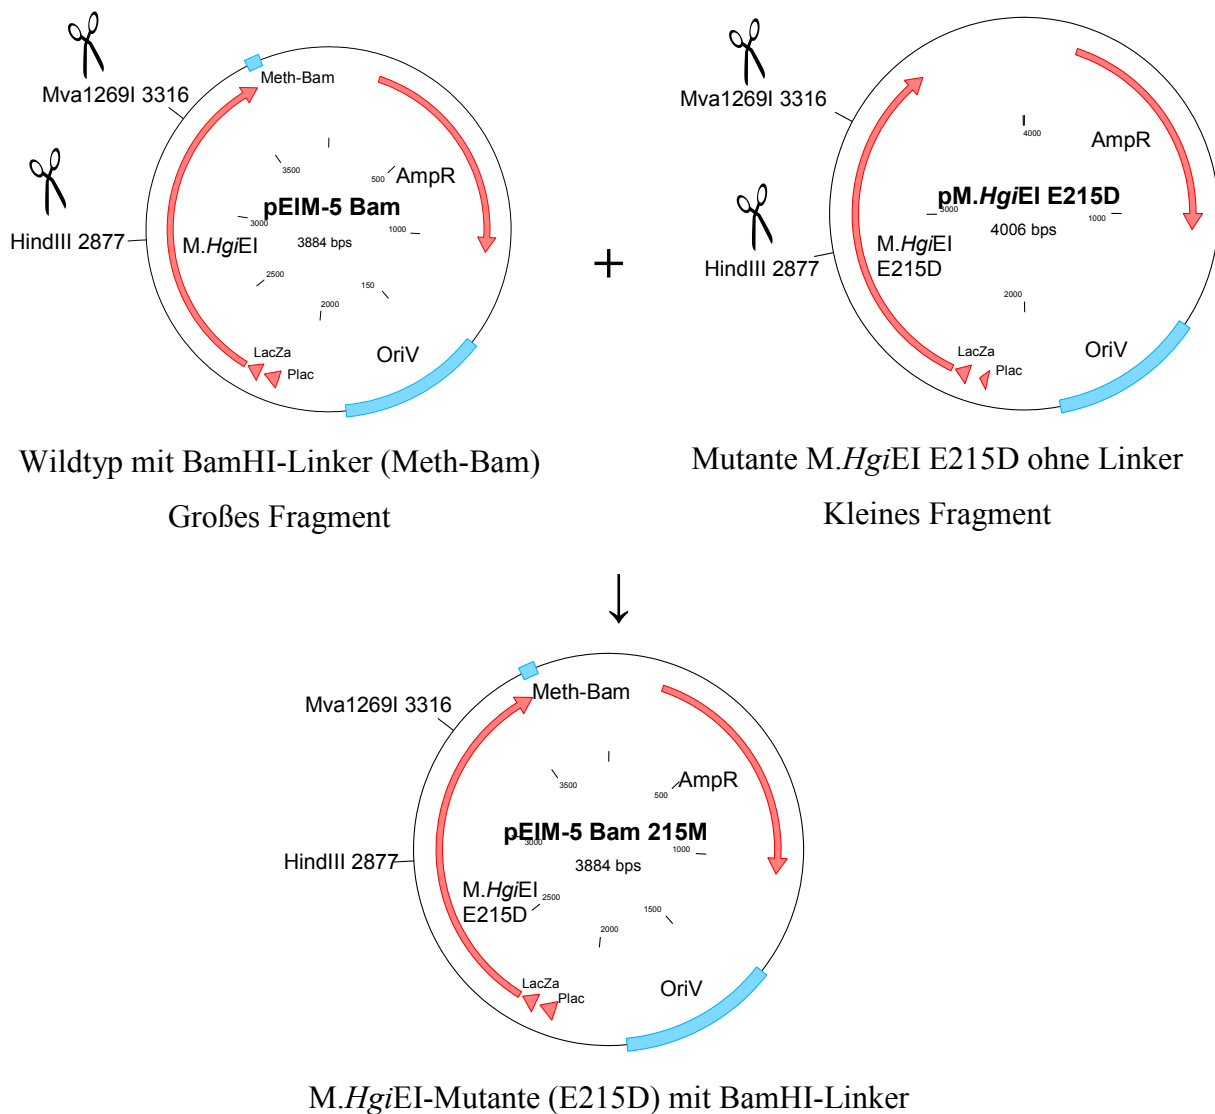 Meth-Bam
Mva1269I 3316
3500
500
AmpR
pEIM-5 Bam
3000
1000
3884 bps
HindIII 2877
M.HgiEI
2500
150
2000
LacZa
Plac
OriV
Wildtyp mit BamHI-Linker (Meth-Bam)
Großes Fragment
+
Mva1269I 3316
4000
AmpR
pM.HgiEI E215D
3000
1000
4006 bps
HindIII 2877
M.HgiEI
E215D
2000
LacZa
Plac
OriV
Mutante M.HgiEI E215D ohne Linker
Kleines Fragment
↓
Meth-Bam
Mva1269I 3316
3500
500
AmpR
pEIM-5 Bam 215M
3000
1000
3884 bps
HindIII 2877
M.HgiEI
E215D
2500
1500
2000
LacZa
Plac
OriV
M.HgiEI-Mutante (E215D) mit BamHI-Linker